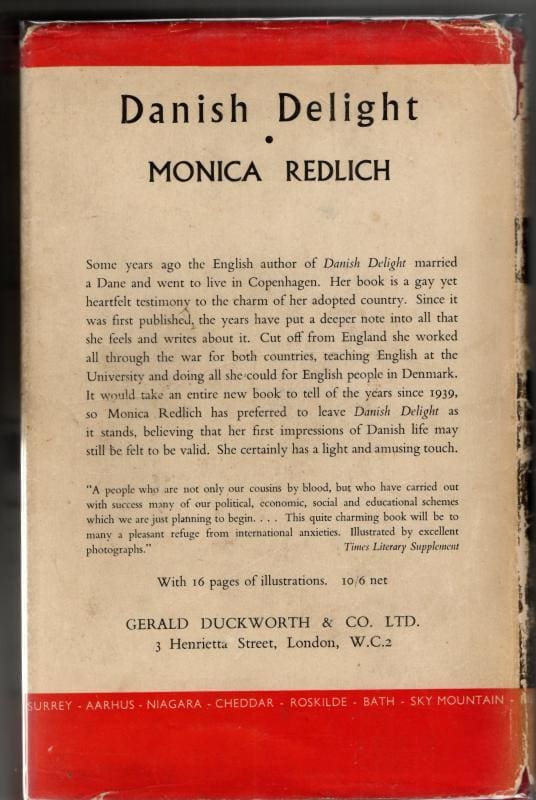 Danish Delight
•
MONICA REDLICH
Some years ago the English author of Danish Delight married
a Dane and went to live in Copenhagen. Her book is a gay yet
heartfelt testimony to the charm of her adopted country. Since it
was first published, the years have put a deeper note into all that
she feels and writes about it. Cut off from England she worked
all through the war for both countries, teaching English at the
University and doing all she could for English people in Denmark.
It would take an entire new book to tell of the years since 1939,
so Monica Redlich has preferred to leave Danish Delight as
it stands, believing that her first impressions of Danish life may
still be felt to be valid. She certainly has a light and amusing touch.
"A people who are not only our cousins by blood, but who have carried out
with success many of our political, economic, social and educational schemes
which we are just planning to begin. . . . This quite charming book will be to
many a pleasant refuge from international anxieties. Illustrated by excellent
photographs." Times Literary Supplement
With 16 pages of illustrations. 10/6 net
GERALD DUCKWORTH & CO. LTD.
3 Henrietta Street, London, W.C.2
SURREY - AARHUS - NIAGARA - CHEDDAR - ROSKILDE - BATH - SKY MOUNTAIN -